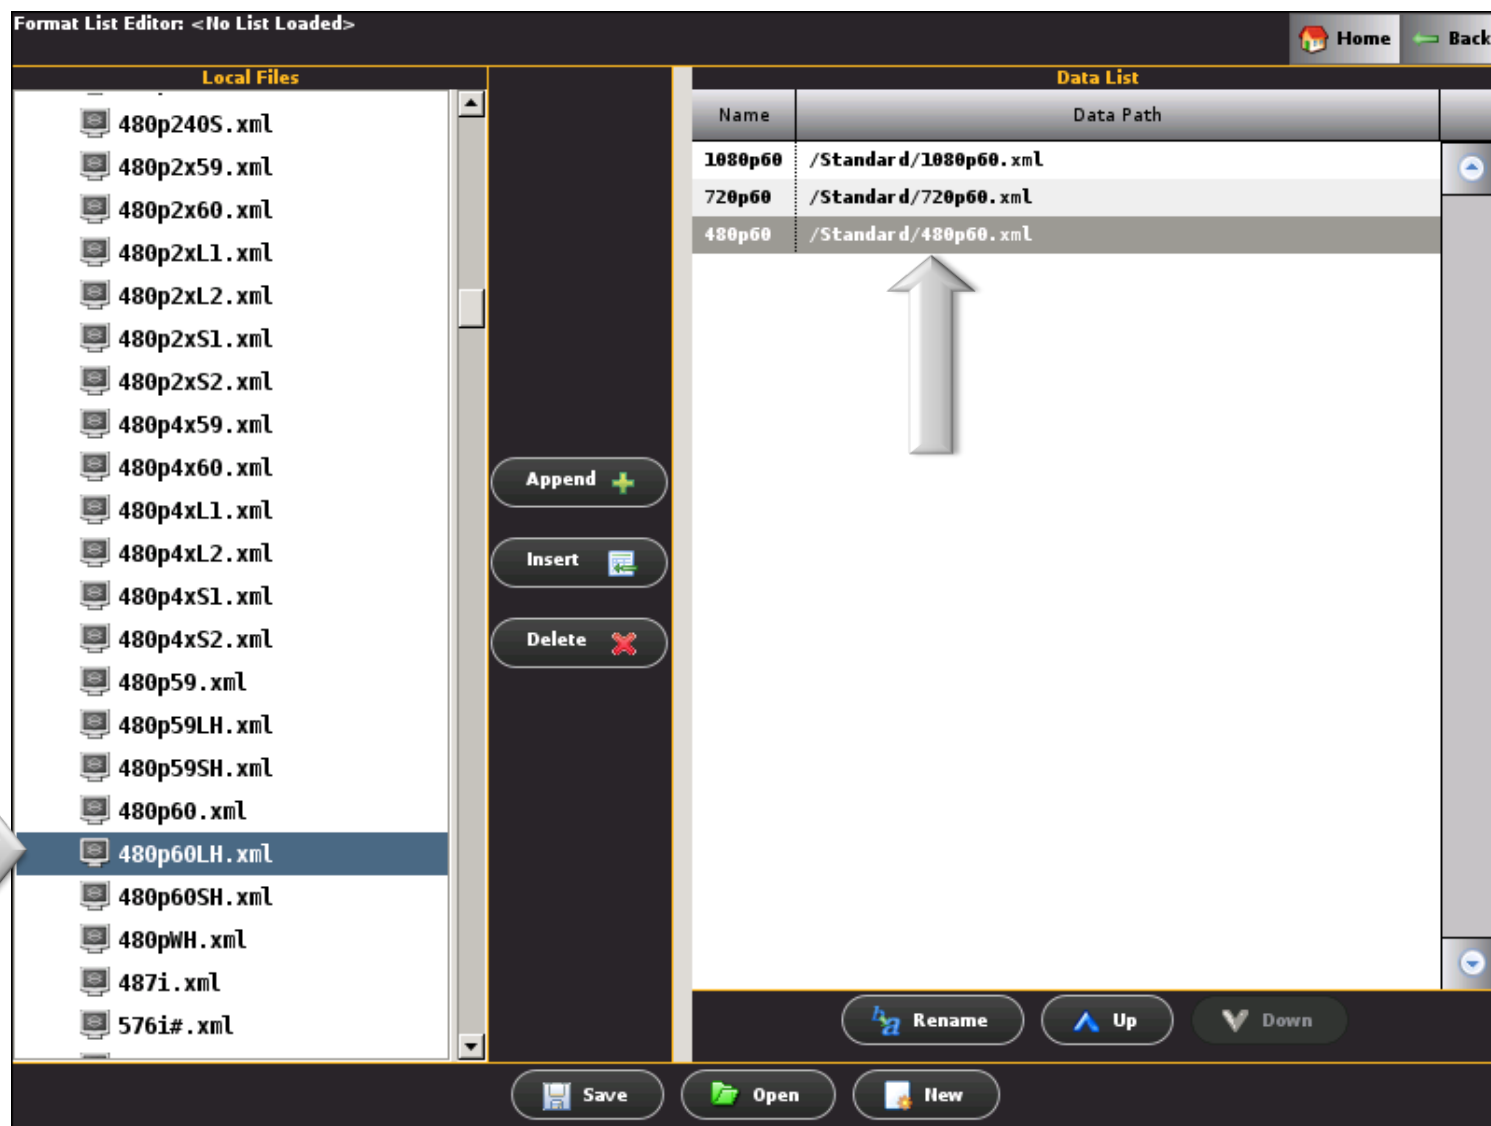 Format List Editor: <No List Loaded>
Home
Back
Local Files
480p240S.xml
480p2x59.xml
480p2x60.xml
480p2xL1.xml
480p2xL2.xml
480p2xS1.xml
480p2xS2.xml
480p4x59.xml
480p4x60.xml
480p4xL1.xml
480p4xL2.xml
480p4xS1.xml
480p4xS2.xml
480p59.xml
480p59LH.xml
480p59SH.xml
480p60.xml
480p60LH.xml
480p60SH.xml
480pWH.xml
487i.xml
576i#.xml
Append
Insert
Delete
Data List
Name Data Path
1080p60 /Standard/1080p60.xml
720p60 /Standard/720p60.xml
480p60 /Standard/480p60.xml
Rename
Up
Down
Save
Open
New